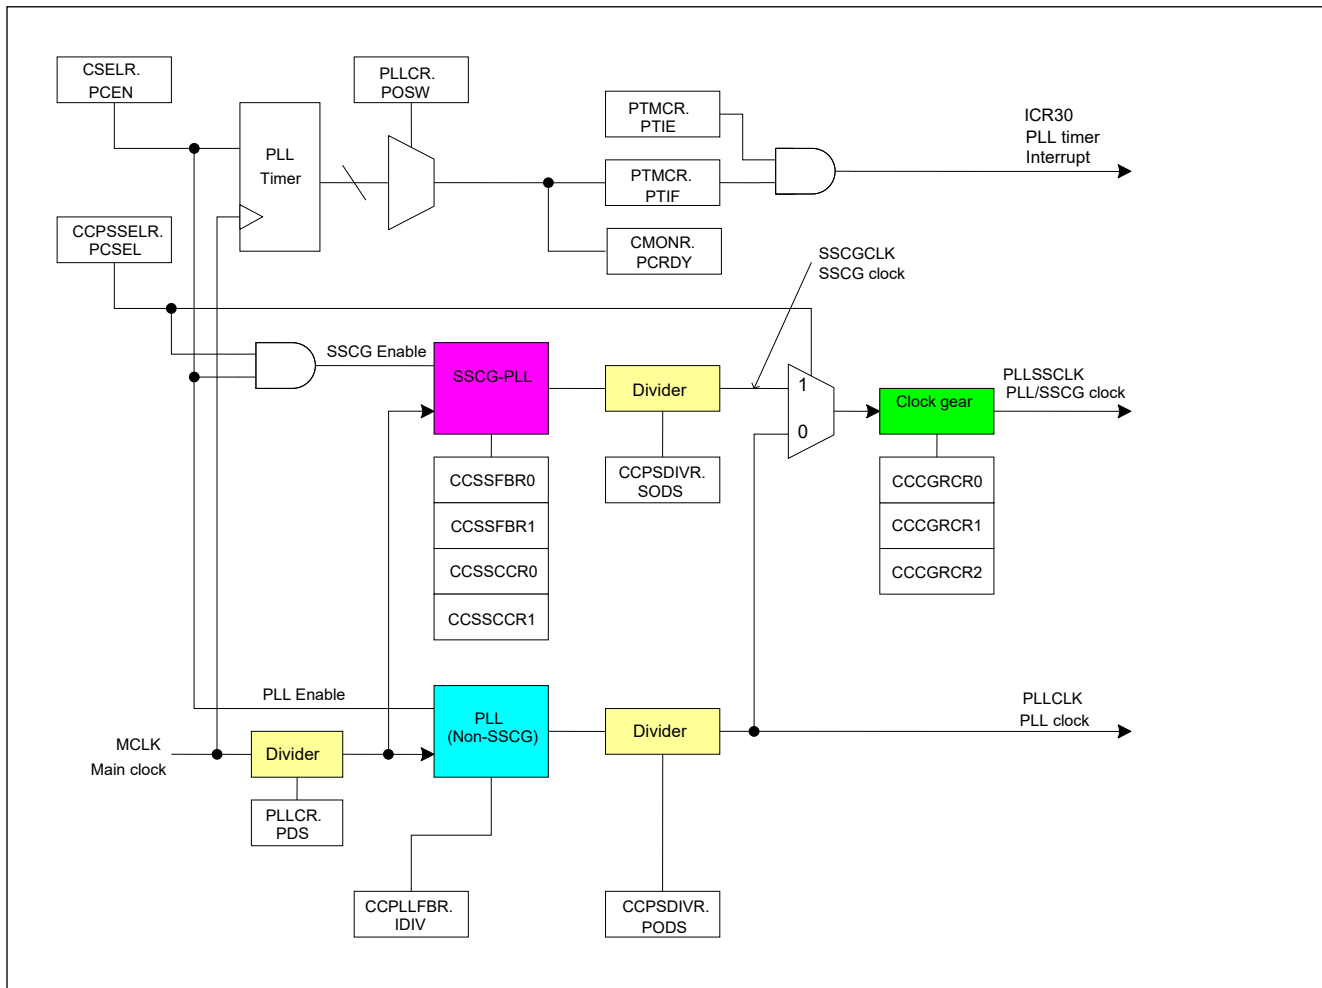 CSELR.
PCEN
PLLCR.
POSW
PTMCR.
PTIE
ICR30
PLL timer
Interrupt
PLL
Timer
PTMCR.
PTIF
CCPSSELR.
PCSEL
CMONR.
PCRDY
SSCGCLK
SSCG clock
SSCG Enable
SSCG-PLL
Divider
1
0
Clock gear
PLLSSCLK
PLL/SSCG clock
CCSSFBR0
CCSSFBR1
CCSSCCR0
CCSSCCR1
CCPSDIVR.
SODS
CCCGRCR0
CCCGRCR1
CCCGRCR2
PLL Enable
PLL
(Non-SSCG)
Divider
PLLCLK
PLL clock
MCLK
Main clock
Divider
PLLCR.
PDS
CCPLLFBR.
IDIV
CCPSDIVR.
PODS